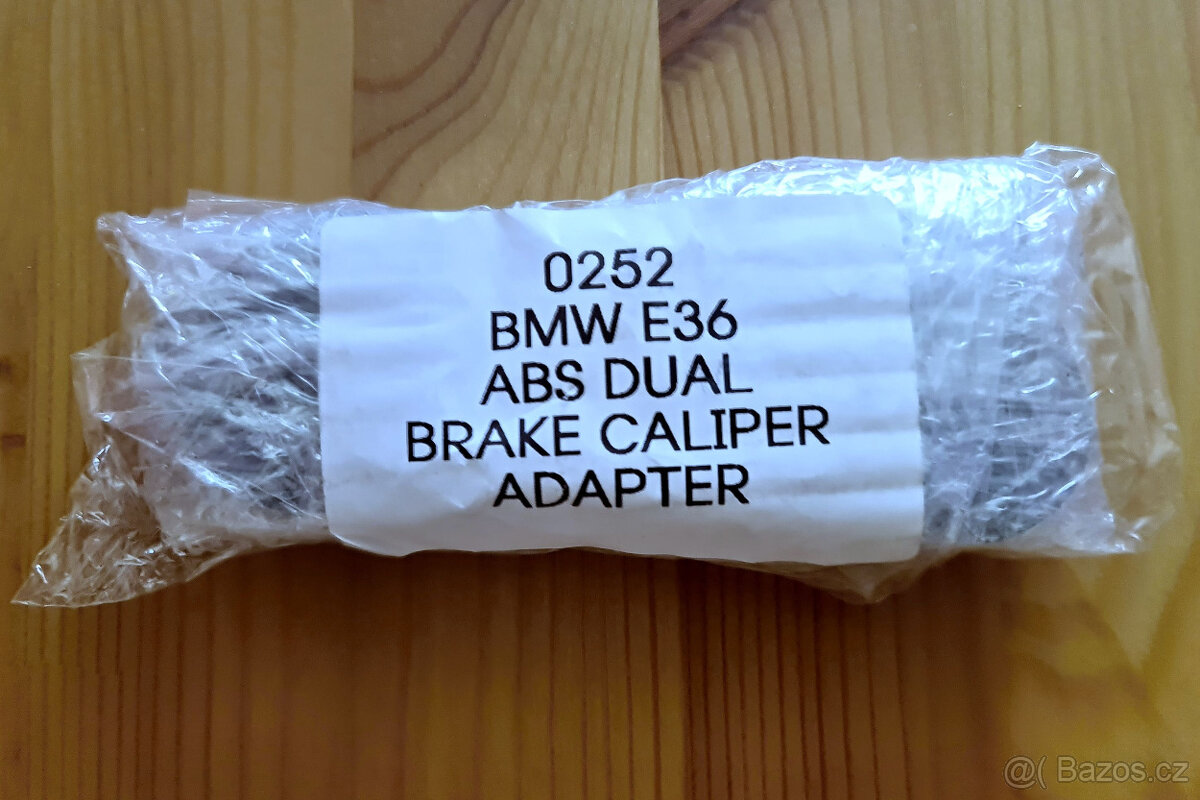 0252
BMW E36
ABS DUAL
BRAKE CALIPER
ADAPTER
@( Bazos.cz